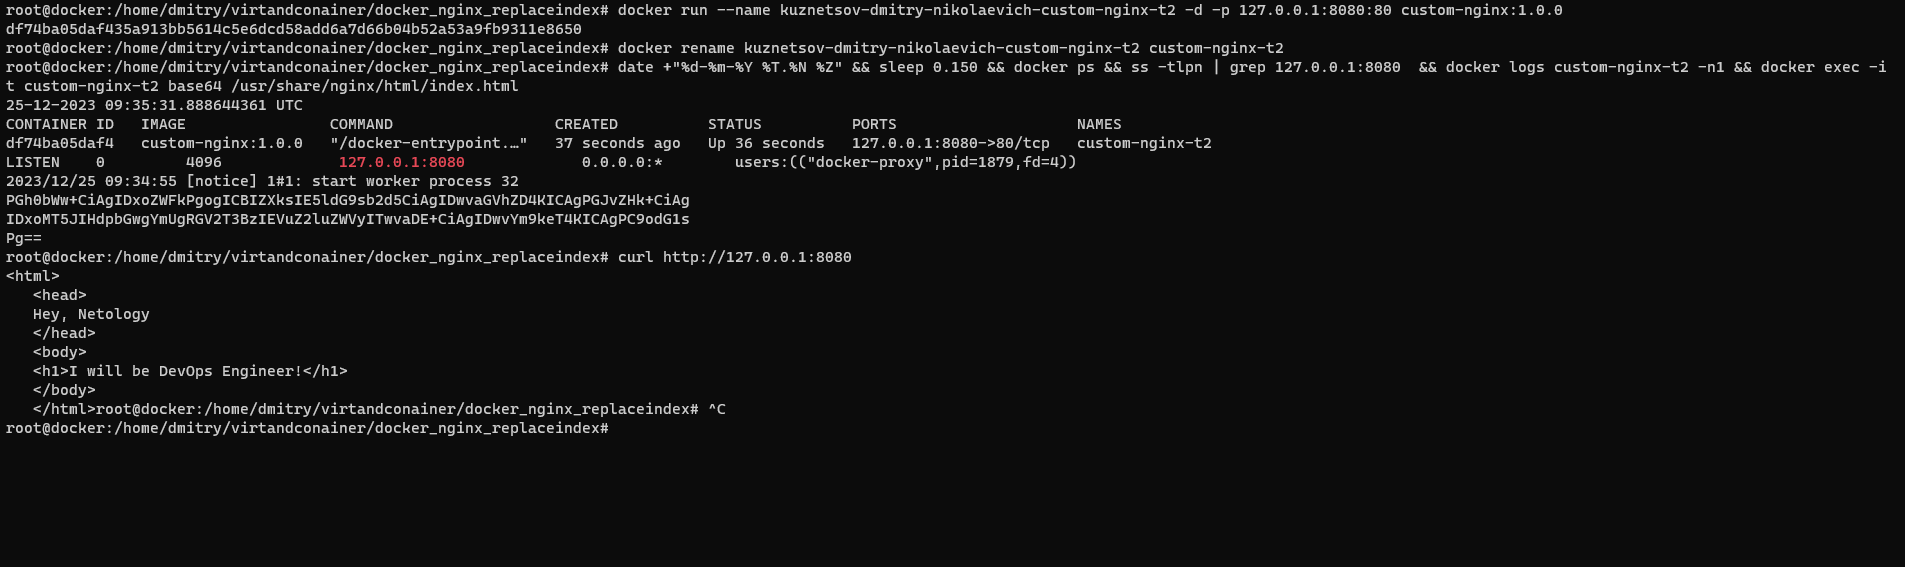 root@docker:/home/dmitry/virtandconainer/docker_nginx_replaceindex# docker run --name kuznetsov-dmitry-nikolaevich-custom-nginx-t2 -d -p 127.0.0.1:8080:80 custom-nginx:1.0.0
df74ba05daf435a913bb5614c5e6dcd58add6a7d66b04b52a53a9fb9311e8650
root@docker:/home/dmitry/virtandconainer/docker_nginx_replaceindex# docker rename kuznetsov-dmitry-nikolaevich-custom-nginx-t2 custom-nginx-t2
root@docker:/home/dmitry/virtandconainer/docker_nginx_replaceindex# date +"%d-%m-%Y %T.%N %Z" && sleep 0.150 && docker ps && ss -tlpn | grep 127.0.0.1:8080  && docker logs custom-nginx-t2 -n1 && docker exec -i
t custom-nginx-t2 base64 /usr/share/nginx/html/index.html
25-12-2023 09:35:31.888644361 UTC
CONTAINER ID   IMAGE                COMMAND                  CREATED          STATUS          PORTS                    NAMES
df74ba05daf4   custom-nginx:1.0.0   "/docker-entrypoint.…"   37 seconds ago   Up 36 seconds   127.0.0.1:8080->80/tcp   custom-nginx-t2
LISTEN    0         4096             127.0.0.1:8080             0.0.0.0:*        users:(("docker-proxy",pid=1879,fd=4))
2023/12/25 09:34:55 [notice] 1#1: start worker process 32
PGh0bWw+CiAgIDxoZWFkPgogICBIZXksIE5ldG9sb2d5CiAgIDwvaGVhZD4KICAgPGJvZHk+CiAg
IDxoMT5JIHdpbGwgYmUgRGV2T3BzIEVuZ2luZWVyITwvaDE+CiAgIDwvYm9keT4KICAgPC9odG1s
Pg==
root@docker:/home/dmitry/virtandconainer/docker_nginx_replaceindex# curl http://127.0.0.1:8080
<html>
   <head>
   Hey, Netology
   </head>
   <body>
   <h1>I will be DevOps Engineer!</h1>
   </body>
   </html>root@docker:/home/dmitry/virtandconainer/docker_nginx_replaceindex# ^C
root@docker:/home/dmitry/virtandconainer/docker_nginx_replaceindex#